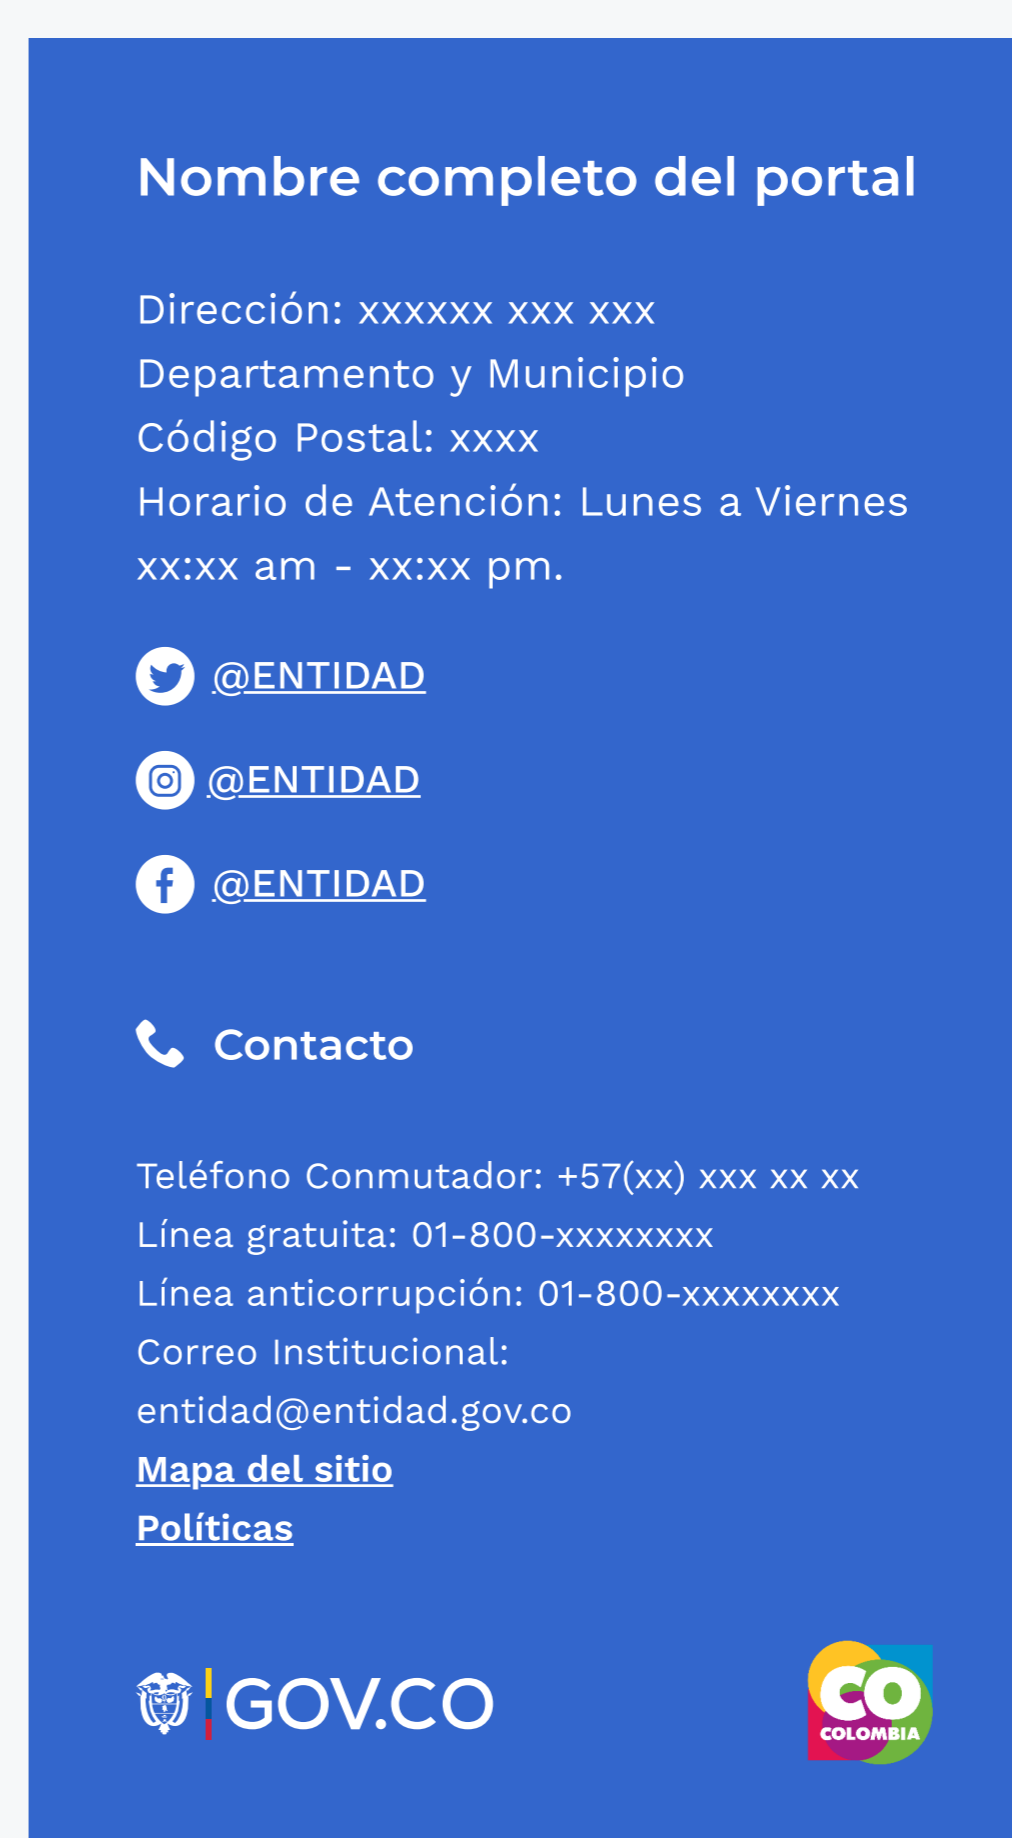 Nombre completo del portal
Dirección: xxxxxx xxx xxx
Departamento y Municipio
Código Postal: xxxx
Horario de Atención: Lunes a Viernes
xx:xx am - xx:xx pm.
@ENTIDAD
@ENTIDAD
@ENTIDAD
Contacto
Teléfono Conmutador: +57(xx) xxx xx xx
Línea gratuita: 01-800-xxxxxxxx
Línea anticorrupción: 01-800-xxxxxxxx
Correo Institucional:
entidad@entidad.gov.co
Mapa del sitio
Políticas
GOV.CO
CO
COLOMBIA